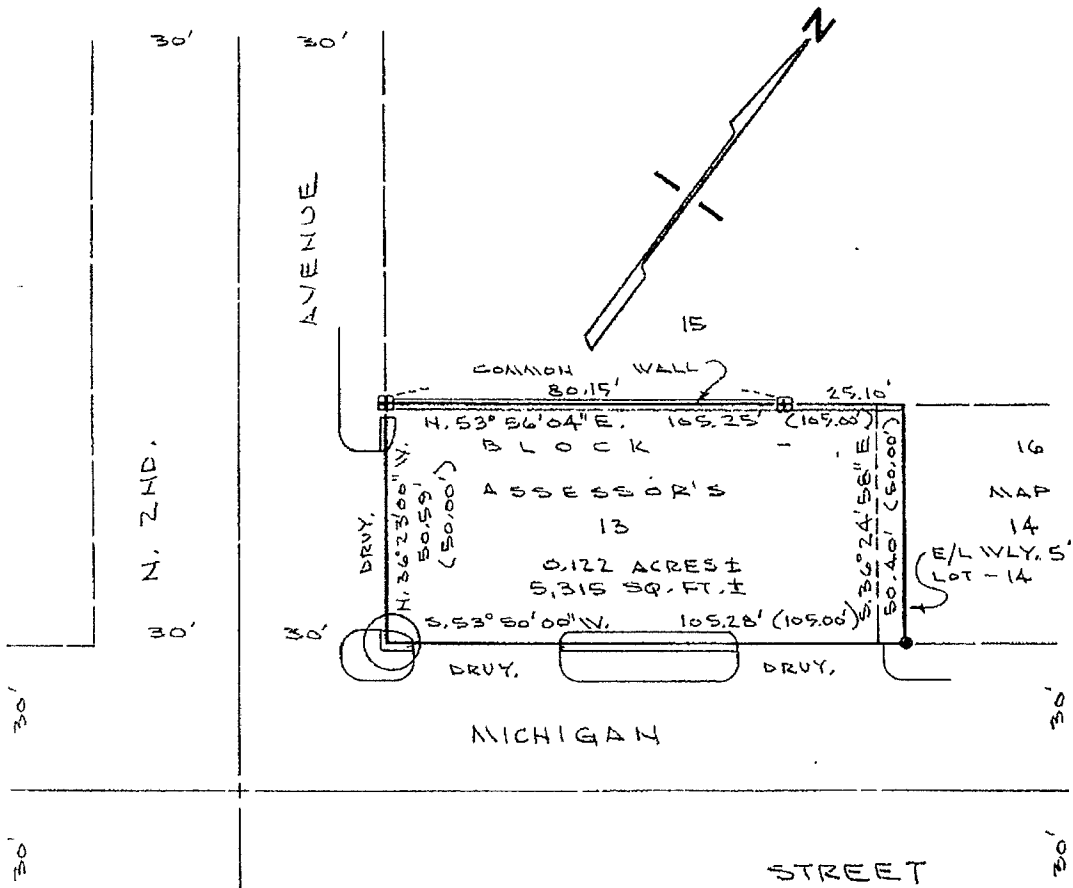 30'
30'
N
AVENUE
N. 2ND.
15
COMMON WALL
80.15'
25.10'
N. 53° 56' 04" E. 105.25' (105.00')
BLOCK - 16
ASSESSOR'S MAP
13
14
0.122 ACRES ±
5,315 SQ. FT. ±
S. 53° 50' 00" W. 105.28' (105.00')
N. 36° 23' 00" W.
50.59'
(50.00')
DRVY.
S. 36° 24' 58" E
50.40' (50.00')
E/L WLY. 5'
LOT - 14
30'
30'
DRVY.
DRVY.
30'
30'
MICHIGAN
30'
30'
STREET